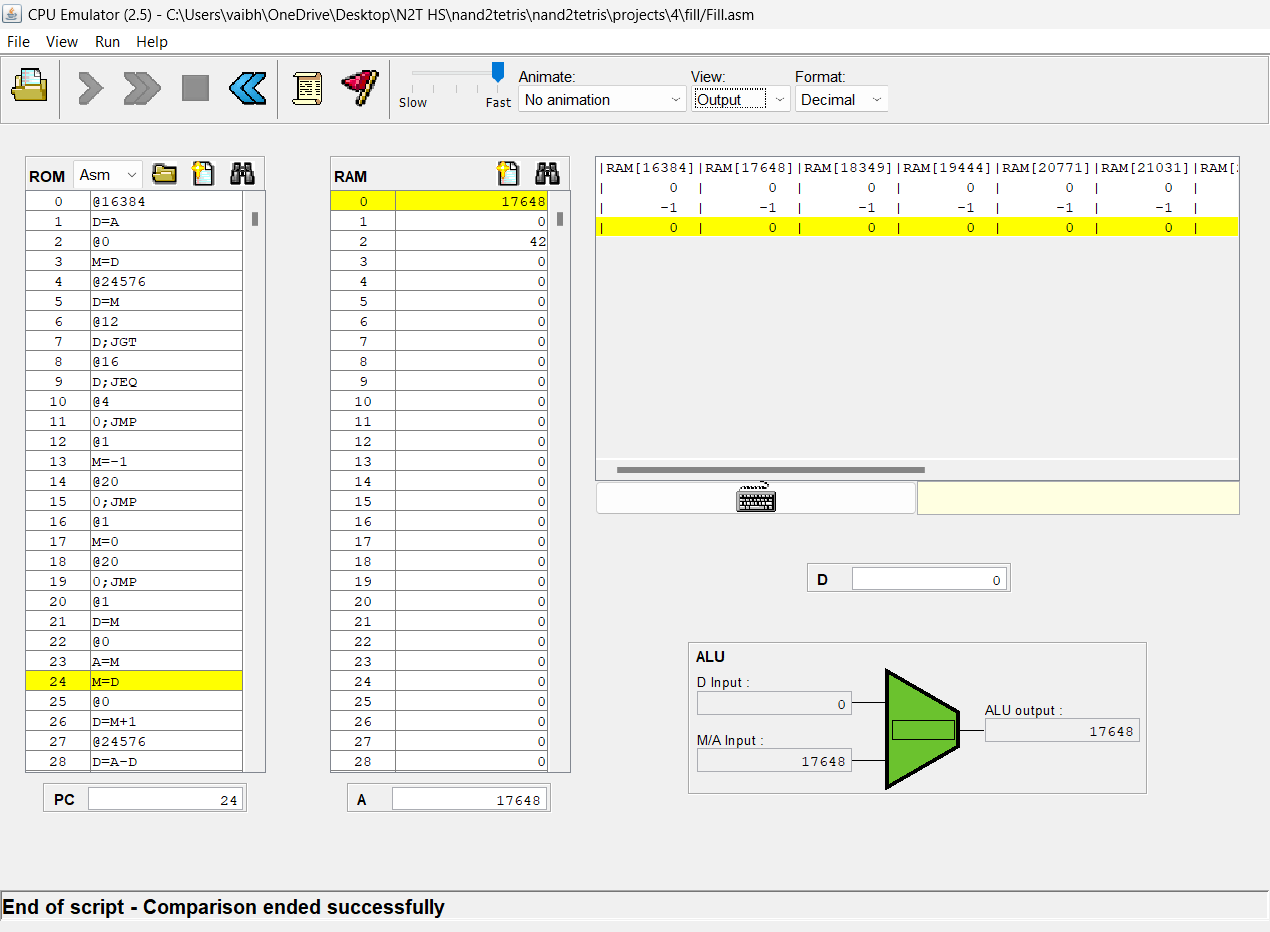 CPU Emulator (2.5) - C:\Users\vaibh\OneDrive\Desktop\N2T HS\nand2tetris\nand2tetris\projects\4\fill/Fill.asm
File View Run Help
Slow Fast
Animate:
No animation
View:
Output
Format:
Decimal
ROM Asm
0 @16384
1 D=A
2 @0
3 M=D
4 @24576
5 D=M
6 @12
7 D;JGT
8 @16
9 D;JEQ
10 @4
11 0;JMP
12 @1
13 M=-1
14 @20
15 0;JMP
16 @1
17 M=0
18 @20
19 0;JMP
20 @1
21 D=M
22 @0
23 A=M
24 M=D
25 @0
26 D=M+1
27 @24576
28 D=A-D
PC 24
RAM
0 17648
1 0
2 42
3 0
4 0
5 0
6 0
7 0
8 0
9 0
10 0
11 0
12 0
13 0
14 0
15 0
16 0
17 0
18 0
19 0
20 0
21 0
22 0
23 0
24 0
25 0
26 0
27 0
28 0
A 17648
|RAM[16384]|RAM[17648]|RAM[18349]|RAM[19444]|RAM[20771]|RAM[21031]|RAM[
| 0 | 0 | 0 | 0 | 0 | 0 |
| -1 | -1 | -1 | -1 | -1 | -1 |
| 0 | 0 | 0 | 0 | 0 | 0 |
D 0
ALU
D Input :
0
M/A Input :
17648
ALU output :
17648
End of script - Comparison ended successfully